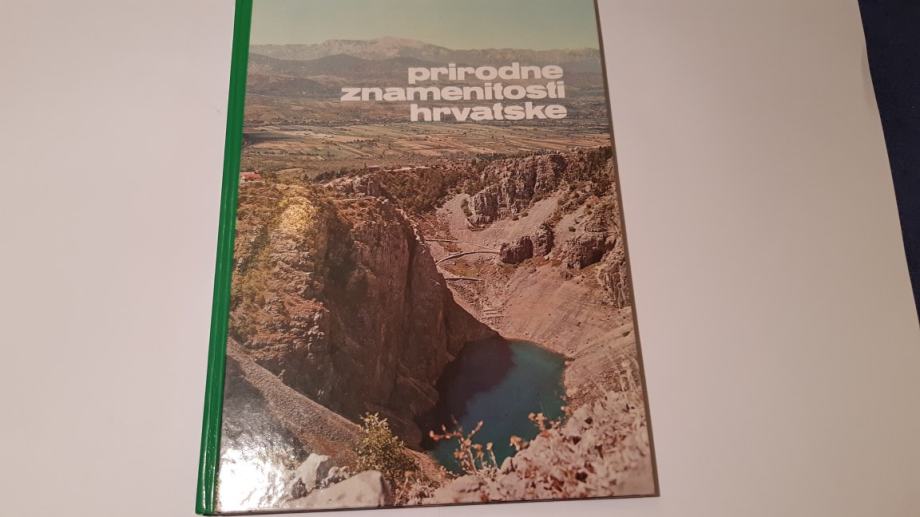 prirodne
znamenitosti
hrvatske